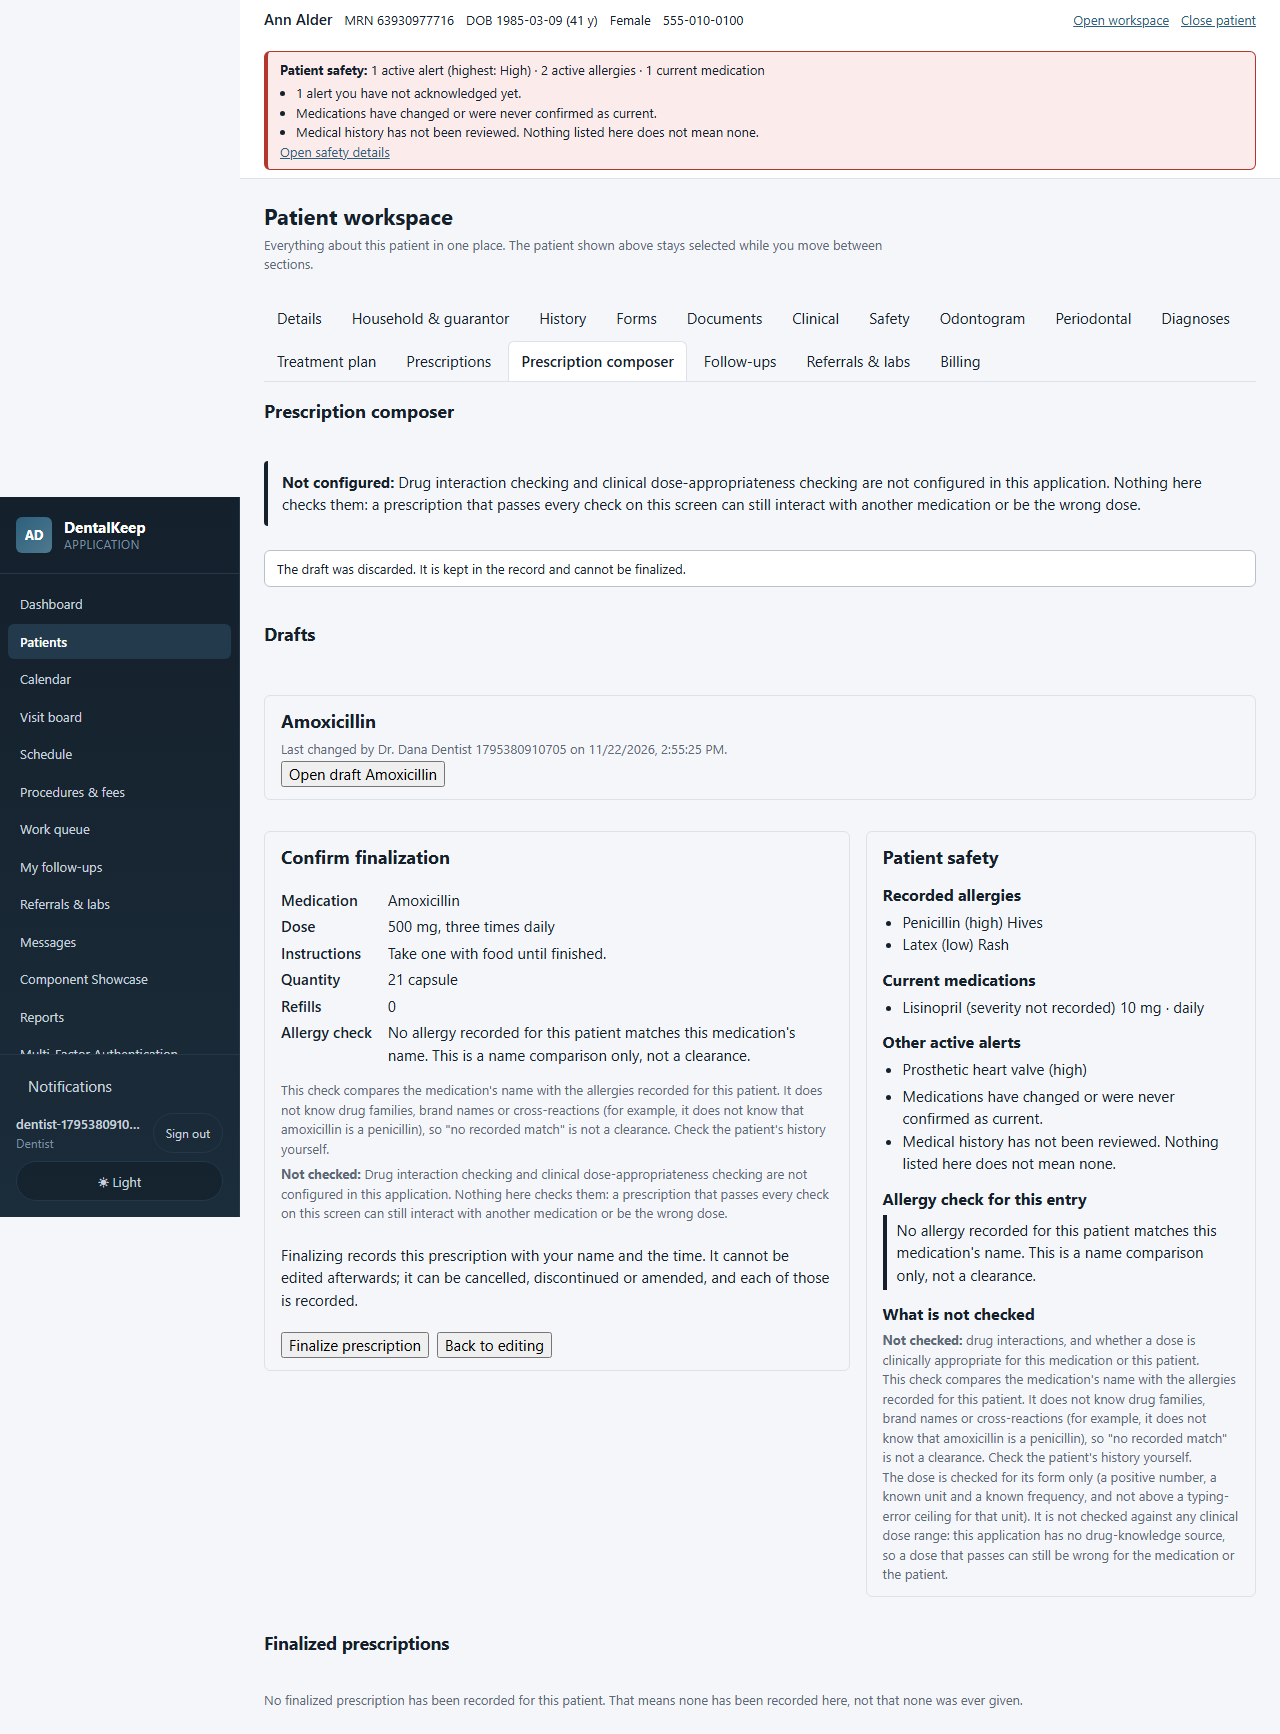 Ann Alder MRN 63930977716 DOB 1985-03-09 (41 y) Female 555-010-0100 Open workspace Close patient
Patient safety: 1 active alert (highest: High) · 2 active allergies · 1 current medication
• 1 alert you have not acknowledged yet.
• Medications have changed or were never confirmed as current.
• Medical history has not been reviewed. Nothing listed here does not mean none.
Open safety details
Patient workspace
Everything about this patient in one place. The patient shown above stays selected while you move between
sections.
Details Household & guarantor History Forms Documents Clinical Safety Odontogram Periodontal Diagnoses
Treatment plan Prescriptions Prescription composer Follow-ups Referrals & labs Billing
Prescription composer
Not configured: Drug interaction checking and clinical dose-appropriateness checking are not configured in this application. Nothing here
checks them: a prescription that passes every check on this screen can still interact with another medication or be the wrong dose.
The draft was discarded. It is kept in the record and cannot be finalized.
Drafts
Amoxicillin
Last changed by Dr. Dana Dentist 1795380910705 on 11/22/2026, 2:55:25 PM.
Open draft Amoxicillin
Confirm finalization
Medication Amoxicillin
Dose 500 mg, three times daily
Instructions Take one with food until finished.
Quantity 21 capsule
Refills 0
Allergy check No allergy recorded for this patient matches this medication's
name. This is a name comparison only, not a clearance.
This check compares the medication's name with the allergies recorded for this patient. It does
not know drug families, brand names or cross-reactions (for example, it does not know that
amoxicillin is a penicillin), so "no recorded match" is not a clearance. Check the patient's history
yourself.
Not checked: Drug interaction checking and clinical dose-appropriateness checking are not
configured in this application. Nothing here checks them: a prescription that passes every check
on this screen can still interact with another medication or be the wrong dose.
Finalizing records this prescription with your name and the time. It cannot be
edited afterwards; it can be cancelled, discontinued or amended, and each of those
is recorded.
Finalize prescription Back to editing
Patient safety
Recorded allergies
• Penicillin (high) Hives
• Latex (low) Rash
Current medications
• Lisinopril (severity not recorded) 10 mg · daily
Other active alerts
• Prosthetic heart valve (high)
• Medications have changed or were never
confirmed as current.
• Medical history has not been reviewed. Nothing
listed here does not mean none.
Allergy check for this entry
No allergy recorded for this patient matches this
medication's name. This is a name comparison
only, not a clearance.
What is not checked
Not checked: drug interactions, and whether a dose is
clinically appropriate for this medication or this patient.
This check compares the medication's name with the allergies
recorded for this patient. It does not know drug families,
brand names or cross-reactions (for example, it does not
know that amoxicillin is a penicillin), so "no recorded match"
is not a clearance. Check the patient's history yourself.
The dose is checked for its form only (a positive number, a
known unit and a known frequency, and not above a typing-
error ceiling for that unit). It is not checked against any clinical
dose range: this application has no drug-knowledge source,
so a dose that passes can still be wrong for the medication or
the patient.
Finalized prescriptions
No finalized prescription has been recorded for this patient. That means none has been recorded here, not that none was ever given.
AD
DentalKeep
APPLICATION
Dashboard
Patients
Calendar
Visit board
Schedule
Procedures & fees
Work queue
My follow-ups
Referrals & labs
Messages
Component Showcase
Reports
Multi-Factor Authentication
Notifications
dentist-1795380910...
Dentist
Sign out
☀ Light